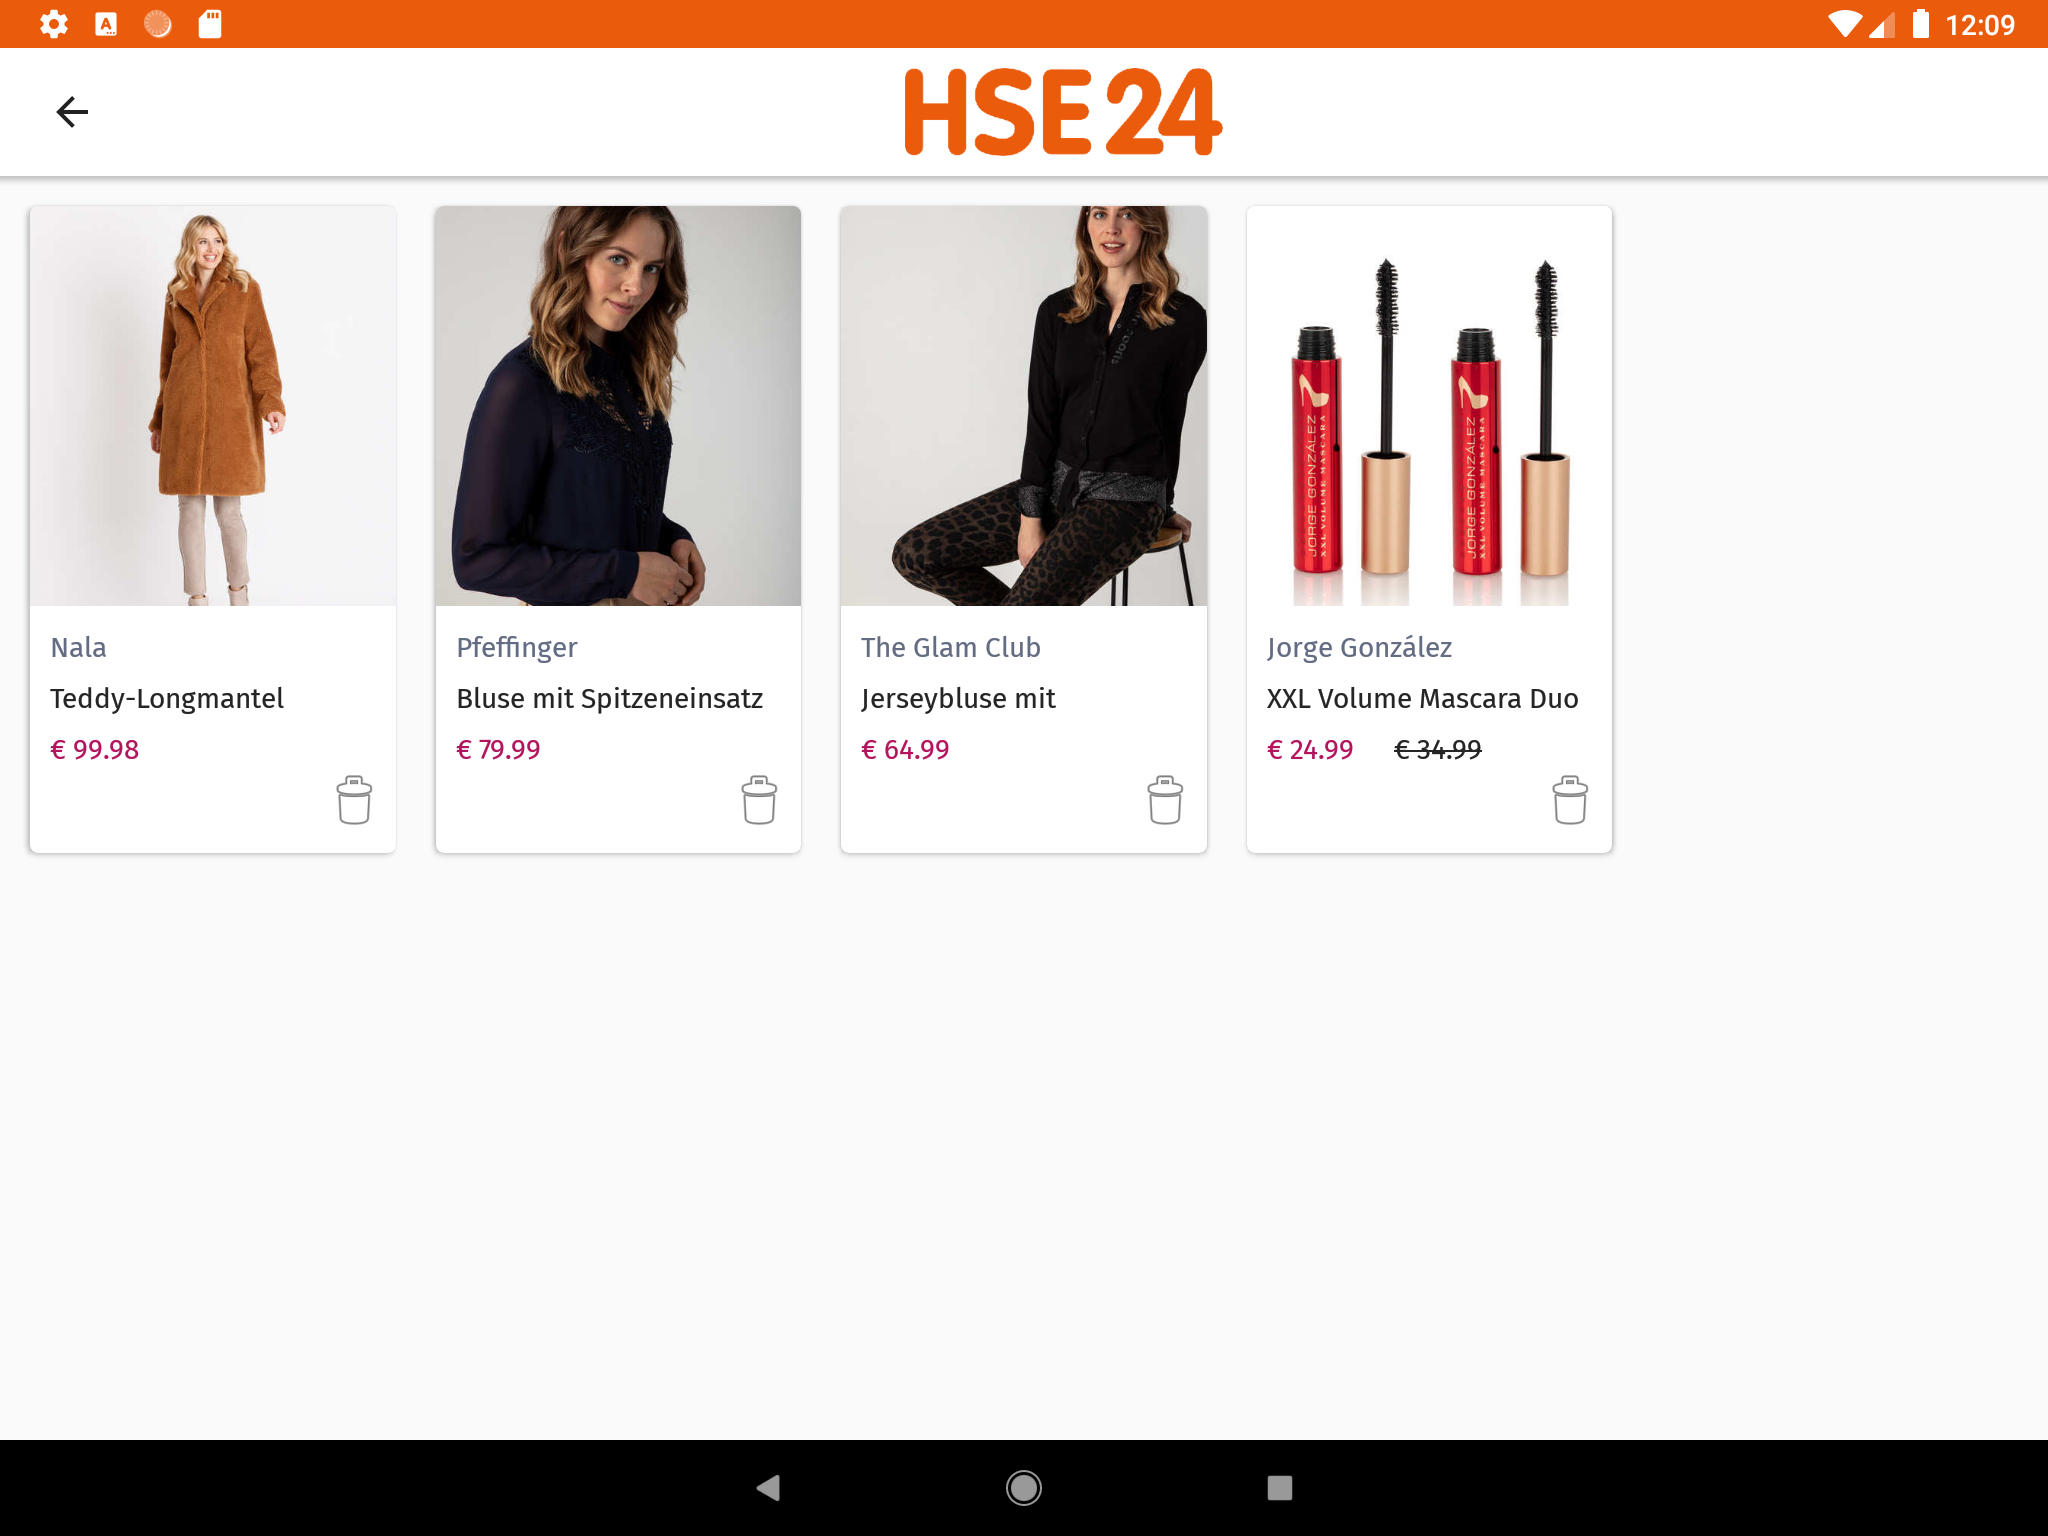 12:09
HSE24
JORGE GONZÁLEZ
XXL VOLUME MASCARA
JORGE GONZÁLEZ
XXL VOLUME MASCARA
Nala
Pfeffinger
The Glam Club
Jorge González
Teddy-Longmantel
Bluse mit Spitzeneinsatz
Jerseybluse mit
XXL Volume Mascara Duo
€ 99.98
€ 79.99
€ 64.99
€ 24.99 € 34.99